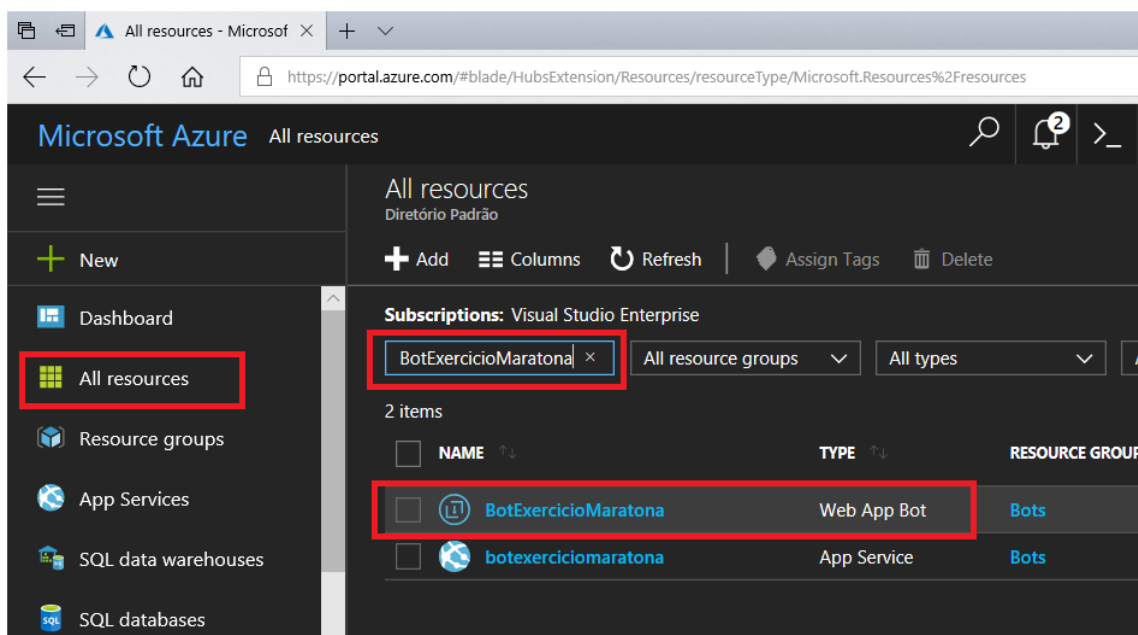 All resources - Microsof
https://portal.azure.com/#blade/HubsExtension/Resources/resourceType/Microsoft.Resources%2Fresources
Microsoft Azure All resources
2
All resources
Diretório Padrão
New
Add Columns Refresh Assign Tags Delete
Dashboard
All resources
Resource groups
App Services
SQL data warehouses
SQL databases
Subscriptions: Visual Studio Enterprise
BotExercicioMaratona All resource groups All types
2 items
NAME TYPE RESOURCE GROUP
BotExercicioMaratona Web App Bot Bots
botexerciciomaratona App Service Bots